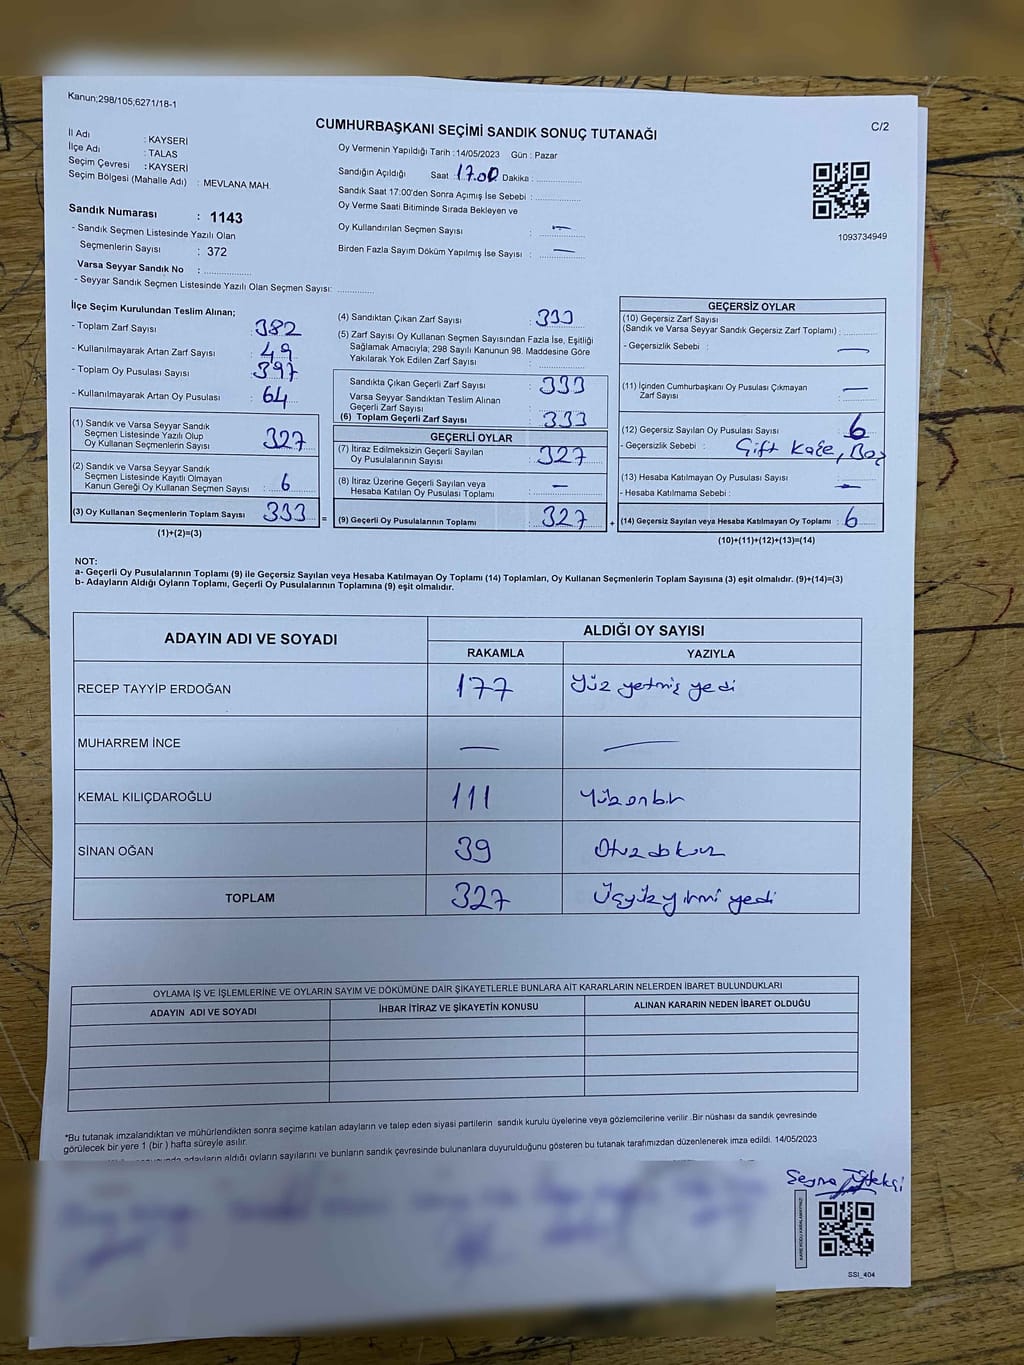 Kanun;298/105,6271/18-1
CUMHURBAŞKANI SEÇİMİ SANDIK SONUÇ TUTANAĞI
C/2
İl Adı : KAYSERİ
İlçe Adı : TALAS
Seçim Çevresi : KAYSERİ
Seçim Bölgesi (Mahalle Adı) : MEVLANA MAH.
Sandık Numarası : 1143
- Sandık Seçmen Listesinde Yazılı Olan
Seçmenlerin Sayısı : 372
Varsa Seyyar Sandık No :
- Seyyar Sandık Seçmen Listesinde Yazılı Olan Seçmen Sayısı:
Oy Vermenin Yapıldığı Tarih :14/05/2023 Gün : Pazar
Sandığın Açıldığı Saat : 17.00 Dakika :
Sandık Saat 17:00'den Sonra Açımış İse Sebebi :
Oy Verme Saati Bitiminde Sırada Bekleyen ve
Oy Kullandırılan Seçmen Sayısı : —
Birden Fazla Sayım Döküm Yapılmış İse Sayısı : —
1093734949
İlçe Seçim Kurulundan Teslim Alınan;
- Toplam Zarf Sayısı : 382
- Kullanılmayarak Artan Zarf Sayısı : 49
- Toplam Oy Pusulası Sayısı : 397
- Kullanılmayarak Artan Oy Pusulası : 64
(1) Sandık ve Varsa Seyyar Sandık
Seçmen Listesinde Yazılı Olup
Oy Kullanan Seçmenlerin Sayısı : 327
(2) Sandık ve Varsa Seyyar Sandık
Seçmen Listesinde Kayıtlı Olmayan
Kanun Gereği Oy Kullanan Seçmen Sayısı : 6
(3) Oy Kullanan Seçmenlerin Toplam Sayısı : 333 =
(1)+(2)=(3)
(4) Sandıktan Çıkan Zarf Sayısı : 333
(5) Zarf Sayısı Oy Kullanan Seçmen Sayısından Fazla İse, Eşitliği
Sağlamak Amacıyla; 298 Sayılı Kanunun 98. Maddesine Göre
Yakılarak Yok Edilen Zarf Sayısı :
Sandıkta Çıkan Geçerli Zarf Sayısı : 333
Varsa Seyyar Sandıktan Teslim Alınan
Geçerli Zarf Sayısı :
(6) Toplam Geçerli Zarf Sayısı : 333
GEÇERLİ OYLAR
(7) İtiraz Edilmeksizin Geçerli Sayılan
Oy Pusulalarının Sayısı : 327
(8) İtiraz Üzerine Geçerli Sayılan veya
Hesaba Katılan Oy Pusulası Toplamı : —
(9) Geçerli Oy Pusulalarının Toplamı : 327 +
GEÇERSİZ OYLAR
(10) Geçersiz Zarf Sayısı
(Sandık ve Varsa Seyyar Sandık Geçersiz Zarf Toplamı) :
- Geçersizlik Sebebi : —
(11) İçinden Cumhurbaşkanı Oy Pusulası Çıkmayan
Zarf Sayısı : —
(12) Geçersiz Sayılan Oy Pusulası Sayısı : 6
- Geçersizlik Sebebi : Çift Kaşe, Boş
(13) Hesaba Katılmayan Oy Pusulası Sayısı : —
- Hesaba Katılmama Sebebi :
(14) Geçersiz Sayılan veya Hesaba Katılmayan Oy Toplamı : 6
(10)+(11)+(12)+(13)=(14)
NOT:
a- Geçerli Oy Pusulalarının Toplamı (9) ile Geçersiz Sayılan veya Hesaba Katılmayan Oy Toplamı (14) Toplamları, Oy Kullanan Seçmenlerin Toplam Sayısına (3) eşit olmalıdır. (9)+(14)=(3)
b- Adayların Aldığı Oyların Toplamı, Geçerli Oy Pusulalarının Toplamına (9) eşit olmalıdır.
ADAYIN ADI VE SOYADI
ALDIĞI OY SAYISI
RAKAMLA YAZIYLA
RECEP TAYYİP ERDOĞAN 177 Yüz yetmiş yedi
MUHARREM İNCE — —
KEMAL KILIÇDAROĞLU 111 Yüzonbir
SİNAN OĞAN 39 Otuzdokuz
TOPLAM 327 Üçyüzyirmi yedi
OYLAMA İŞ VE İŞLEMLERİNE VE OYLARIN SAYIM VE DÖKÜMÜNE DAİR ŞİKAYETLERLE BUNLARA AİT KARARLARIN NELERDEN İBARET BULUNDUKLARI
ADAYIN ADI VE SOYADI İHBAR İTİRAZ VE ŞİKAYETİN KONUSU ALINAN KARARIN NEDEN İBARET OLDUĞU
*Bu tutanak imzalandıktan ve mühürlendikten sonra seçime katılan adayların ve talep eden siyasi partilerin sandık kurulu üyelerine veya gözlemcilerine verilir .Bir nüshası da sandık çevresinde
görülecek bir yere 1 (bir ) hafta süreyle asılır.
adayların aldığı oyların sayılarını ve bunların sandık çevresinde bulunanlara duyurulduğunu gösteren bu tutanak tarafımızdan düzenlenerek imza edildi. 14/05/2023
SSI_404